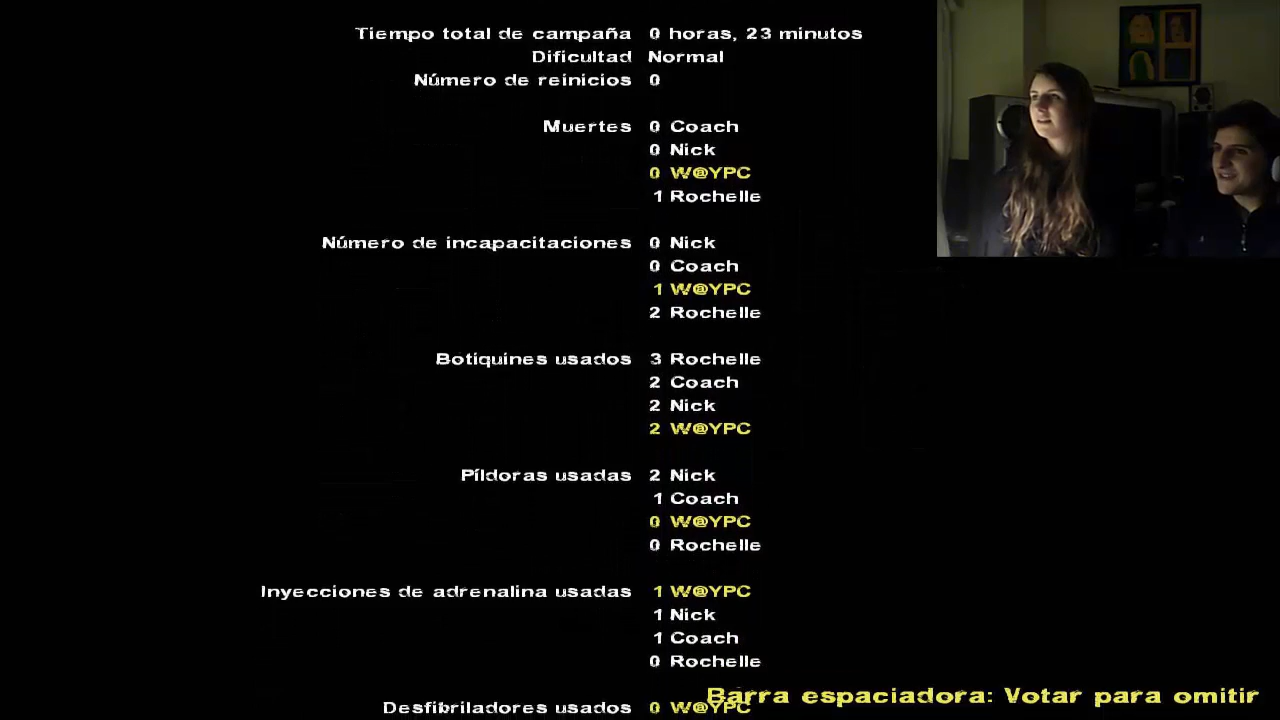 Tiempo total de campaña 0 horas, 23 minutos
Dificultad Normal
Número de reinicios 0
Muertes 0 Coach
0 Nick
0 W@YPC
1 Rochelle
Número de incapacitaciones 0 Nick
0 Coach
1 W@YPC
2 Rochelle
Botiquines usados 3 Rochelle
2 Coach
2 Nick
2 W@YPC
Píldoras usadas 2 Nick
1 Coach
0 W@YPC
0 Rochelle
Inyecciones de adrenalina usadas 1 W@YPC
1 Nick
1 Coach
0 Rochelle
Barra espaciadora: Votar para omitir
Desfibriladores usados 0 W@YPC